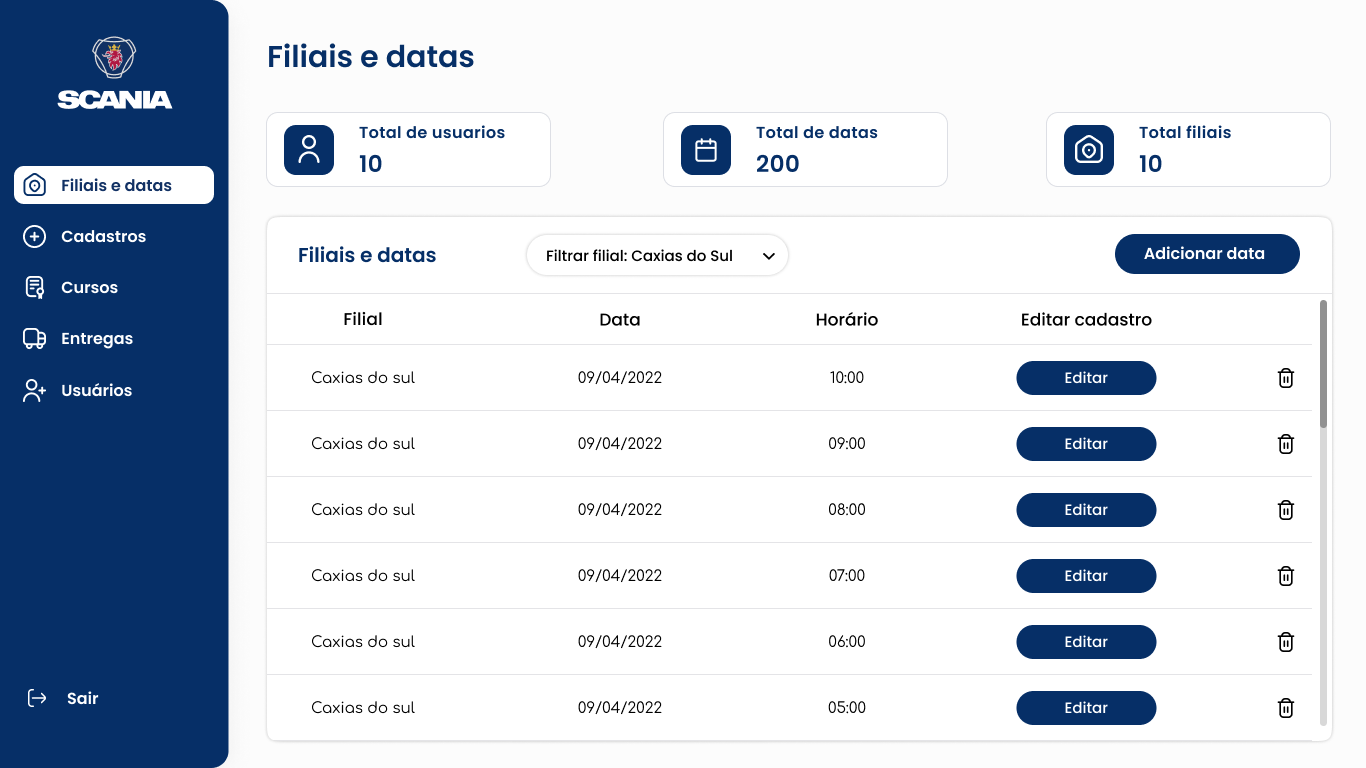 SCANIA
Filiais e datas
Cadastros
Cursos
Entregas
Usuários
Sair
Filiais e datas
Total de usuarios
10
Total de datas
200
Total filiais
10
Filiais e datas
Filtrar filial: Caxias do Sul
Adicionar data
Filial Data Horário Editar cadastro
Caxias do sul 09/04/2022 10:00 Editar
Caxias do sul 09/04/2022 09:00 Editar
Caxias do sul 09/04/2022 08:00 Editar
Caxias do sul 09/04/2022 07:00 Editar
Caxias do sul 09/04/2022 06:00 Editar
Caxias do sul 09/04/2022 05:00 Editar